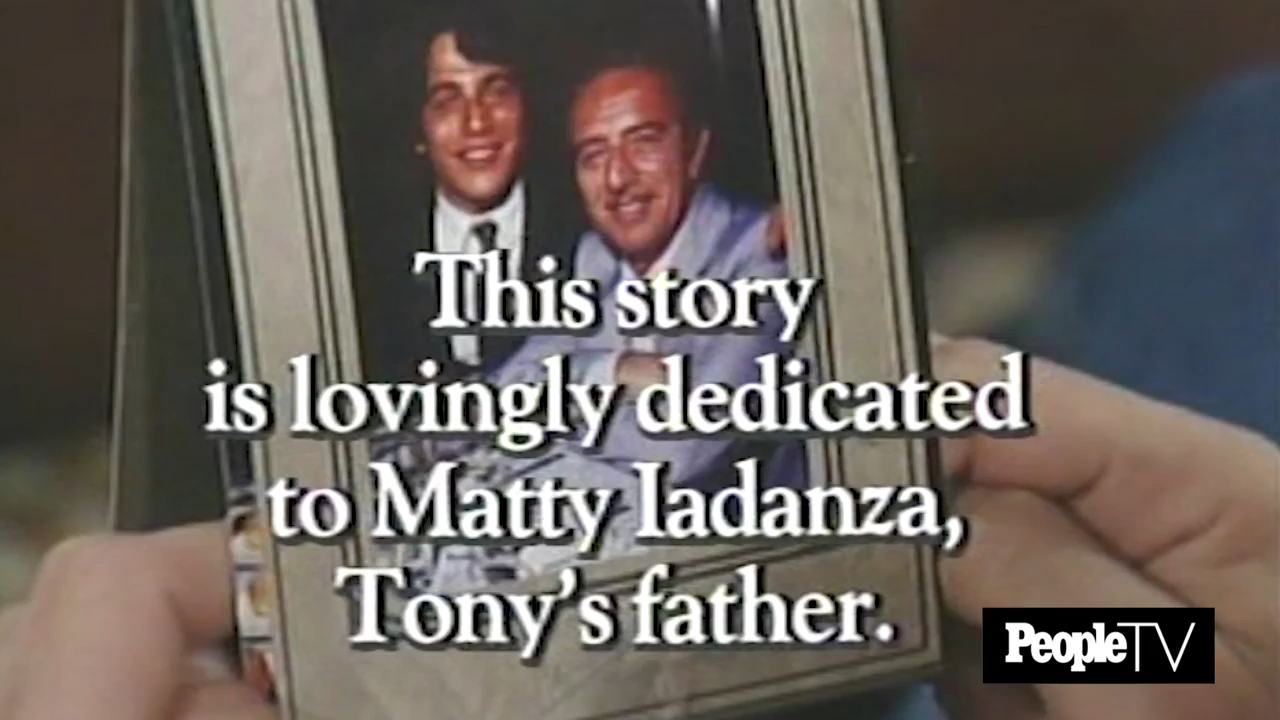 This story
is lovingly dedicated
to Matty Iadanza,
Tony's father.
PeopleTV